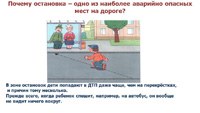 Почему остановка – одно из наиболее аварийно опасных
мест на дороге?
В зоне остановок дети попадают в ДТП даже чаще, чем на перекрёстках,
и причин тому несколько.
Прежде всего, когда ребенок спешит, например, на автобус, он вообще
не видит ничего вокруг.